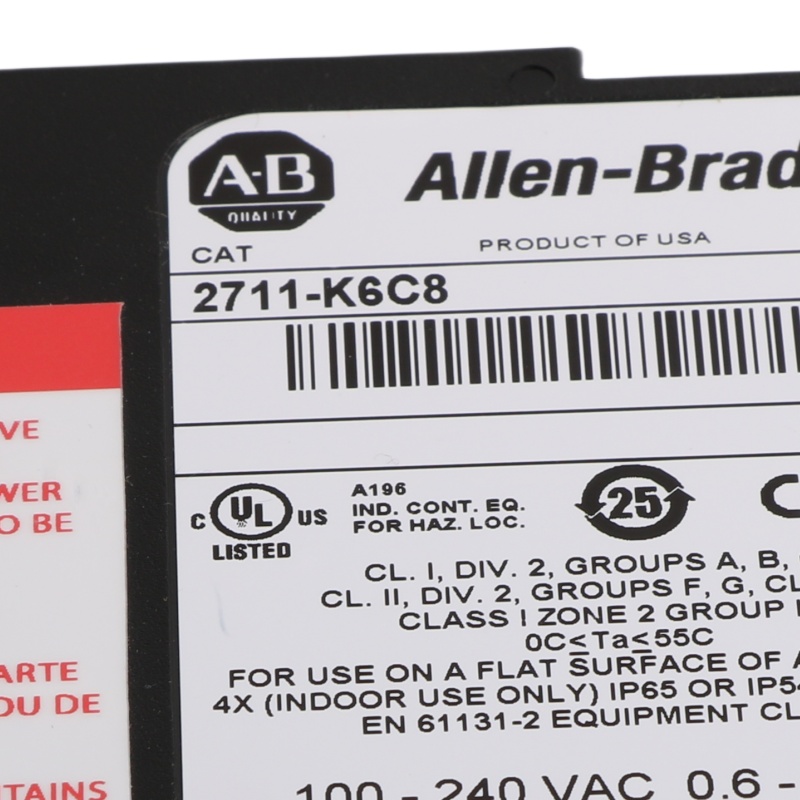 A-B
QUALITY
Allen-Brad
CAT
PRODUCT OF USA
2711-K6C8
VE
WER
O BE
ARTE
OU DE
TAINS
C UL US
LISTED
A196
IND. CONT. EQ.
FOR HAZ. LOC.
25
C
CL. I, DIV. 2, GROUPS A, B,
CL. II, DIV. 2, GROUPS F, G, CL
CLASS I ZONE 2 GROUP
0C≤Ta≤55C
FOR USE ON A FLAT SURFACE OF A
4X (INDOOR USE ONLY) IP65 OR IP54
EN 61131-2 EQUIPMENT CL
100 - 240 VAC 0.6 -